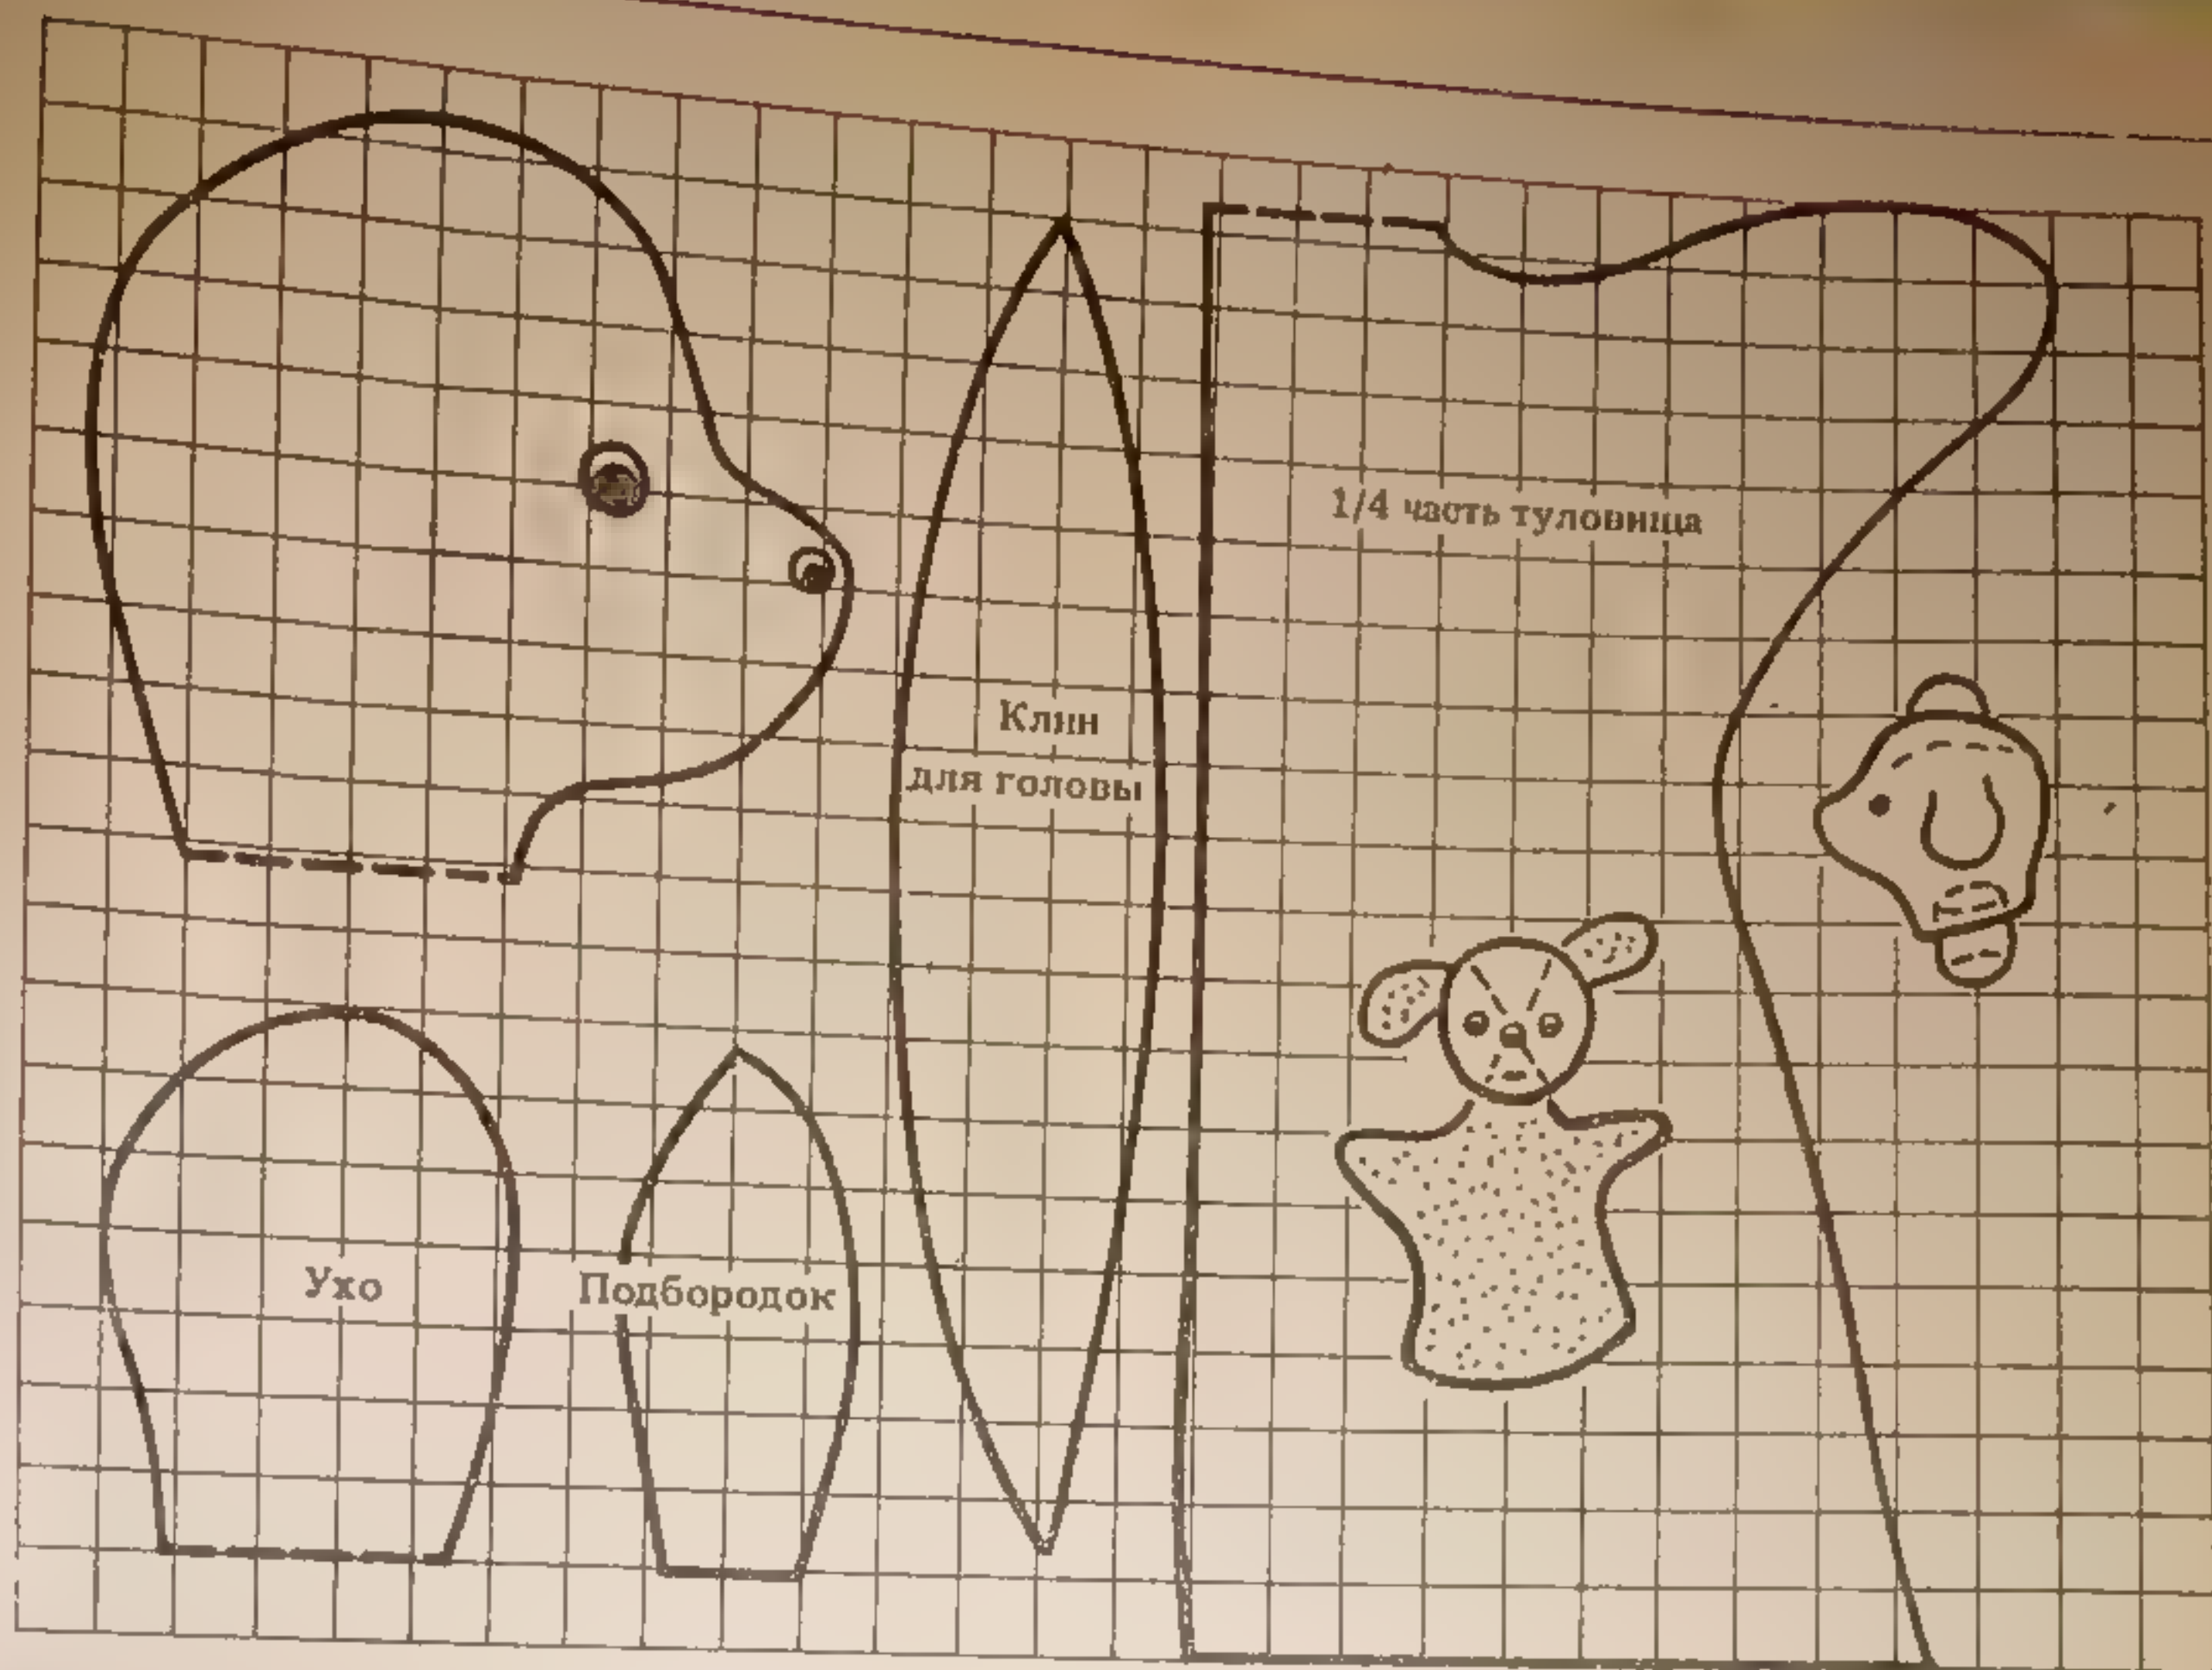 1/4 часть туловища
Клин
для головы
Ухо
Подбородок